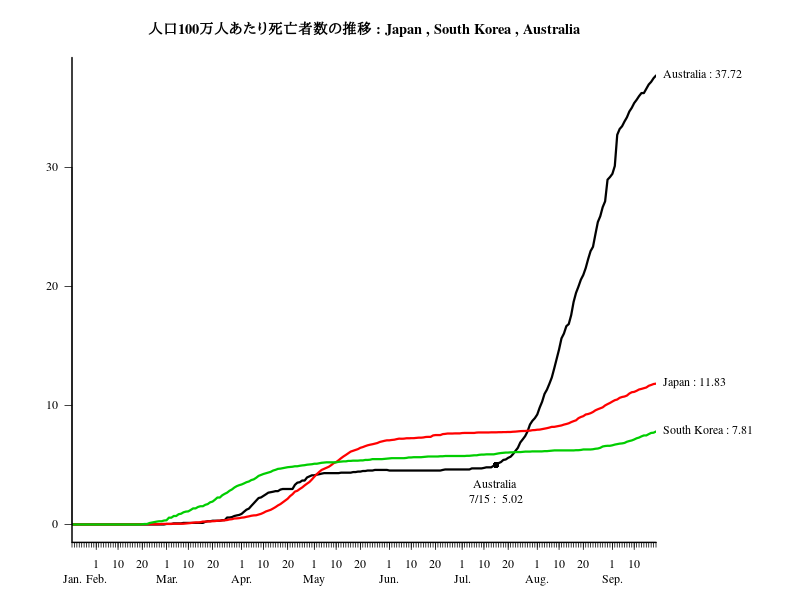 人口100万人あたり死亡者数の推移 : Japan , South Korea , Australia
Australia : 37.72
30
20
Japan : 11.83
10
South Korea : 7.81
Australia
7/15 : 5.02
0
1 10 20 1 10 20 1 10 20 1 10 20 1 10 20 1 10 20 1 10 20 1 10
Jan. Feb. Mar. Apr. May Jun. Jul. Aug. Sep.